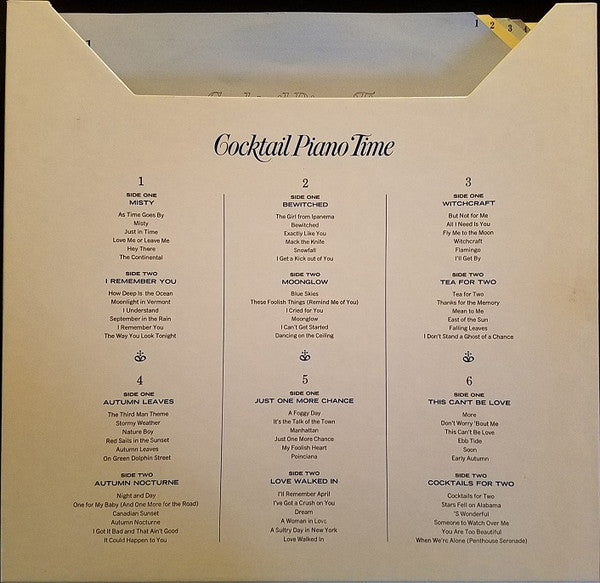 1
1 2 3 4
Cocktail Piano Time
1
SIDE ONE
MISTY
As Time Goes By
Misty
Just in Time
Love Me or Leave Me
Hey There
The Continental
SIDE TWO
I REMEMBER YOU
How Deep Is the Ocean
Moonlight in Vermont
I Understand
September in the Rain
I Remember You
The Way You Look Tonight
2
SIDE ONE
BEWITCHED
The Girl from Ipanema
Bewitched
Exactly Like You
Mack the Knife
Snowfall
I Get a Kick out of You
SIDE TWO
MOONGLOW
Blue Skies
These Foolish Things (Remind Me of You)
I Cried for You
Moonglow
I Can't Get Started
Dancing on the Ceiling
3
SIDE ONE
WITCHCRAFT
But Not for Me
All I Need Is You
Fly Me to the Moon
Witchcraft
Flamingo
I'll Get By
SIDE TWO
TEA FOR TWO
Tea for Two
Thanks for the Memory
Mean to Me
East of the Sun
Falling Leaves
I Don't Stand a Ghost of a Chance
4
SIDE ONE
AUTUMN LEAVES
The Third Man Theme
Stormy Weather
Nature Boy
Red Sails in the Sunset
Autumn Leaves
On Green Dolphin Street
SIDE TWO
AUTUMN NOCTURNE
Night and Day
One for My Baby (And One More for the Road)
Canadian Sunset
Autumn Nocturne
I Got It Bad and That Ain't Good
It Could Happen to You
5
SIDE ONE
JUST ONE MORE CHANCE
A Foggy Day
It's the Talk of the Town
Manhattan
Just One More Chance
My Foolish Heart
Poinciana
SIDE TWO
LOVE WALKED IN
I'll Remember April
I've Got a Crush on You
Dream
A Woman in Love
A Sultry Day in New York
Love Walked In
6
SIDE ONE
THIS CAN'T BE LOVE
More
Don't Worry 'Bout Me
This Can't Be Love
Ebb Tide
Soon
Early Autumn
SIDE TWO
COCKTAILS FOR TWO
Cocktails for Two
Stars Fell on Alabama
'S Wonderful
Someone to Watch Over Me
You Are Too Beautiful
When We're Alone (Penthouse Serenade)